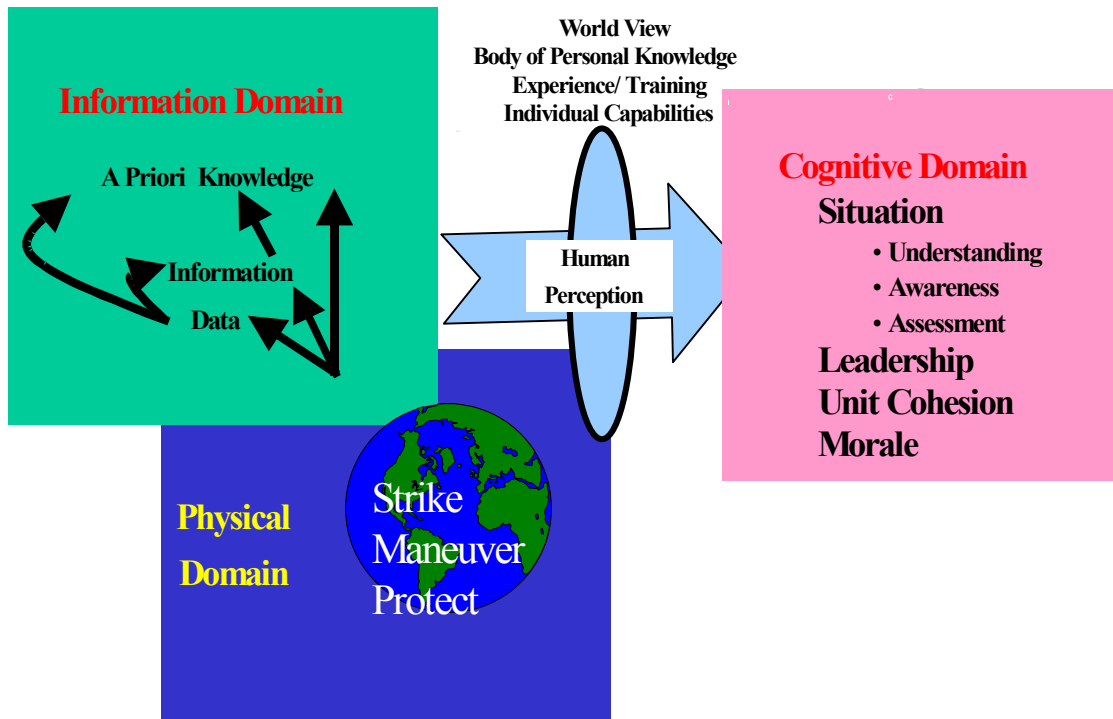 World View
Body of Personal Knowledge
Experience/ Training
Individual Capabilities
Information Domain
A Priori Knowledge
Information
Data
Human
Perception
Cognitive Domain
Situation
• Understanding
• Awareness
• Assessment
Leadership
Unit Cohesion
Morale
Physical
Domain
Strike
Maneuver
Protect